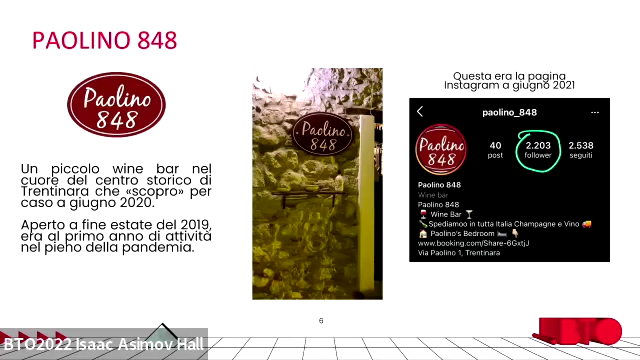 PAOLINO 848
Paolino
848
Un piccolo wine bar nel
cuore del centro storico di
Trentinara che «scopro» per
caso a giugno 2020.
Aperto a fine estate del 2019,
era al primo anno di attività
nel pieno della pandemia.
Paolino
848
Questa era la pagina
Instagram a giugno 2021
paolino_848
Paolino
848
40
post
2.203
follower
2.538
seguiti
Paolino 848
Wine bar
Paolino 848
🍷 Wine Bar 🍸
🍾Spediamoo in tutta Italia Champagne e Vino 🚚
🏠 Paolino's Bedroom 🛏 👇🏻
www.booking.com/Share-6GxtjJ
Via Paolino 1, Trentinara
6
BTO2022 Isaac Asimov Hall
BTO